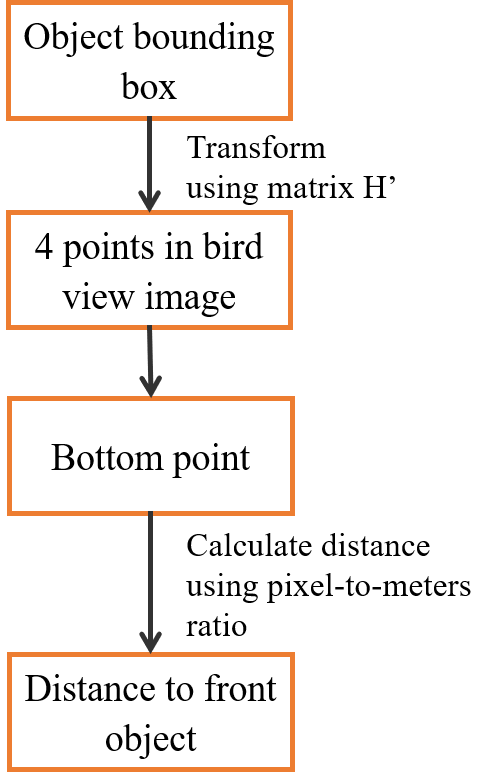 Object bounding
box
Transform
using matrix H’
4 points in bird
view image
Bottom point
Calculate distance
using pixel-to-meters
ratio
Distance to front
object